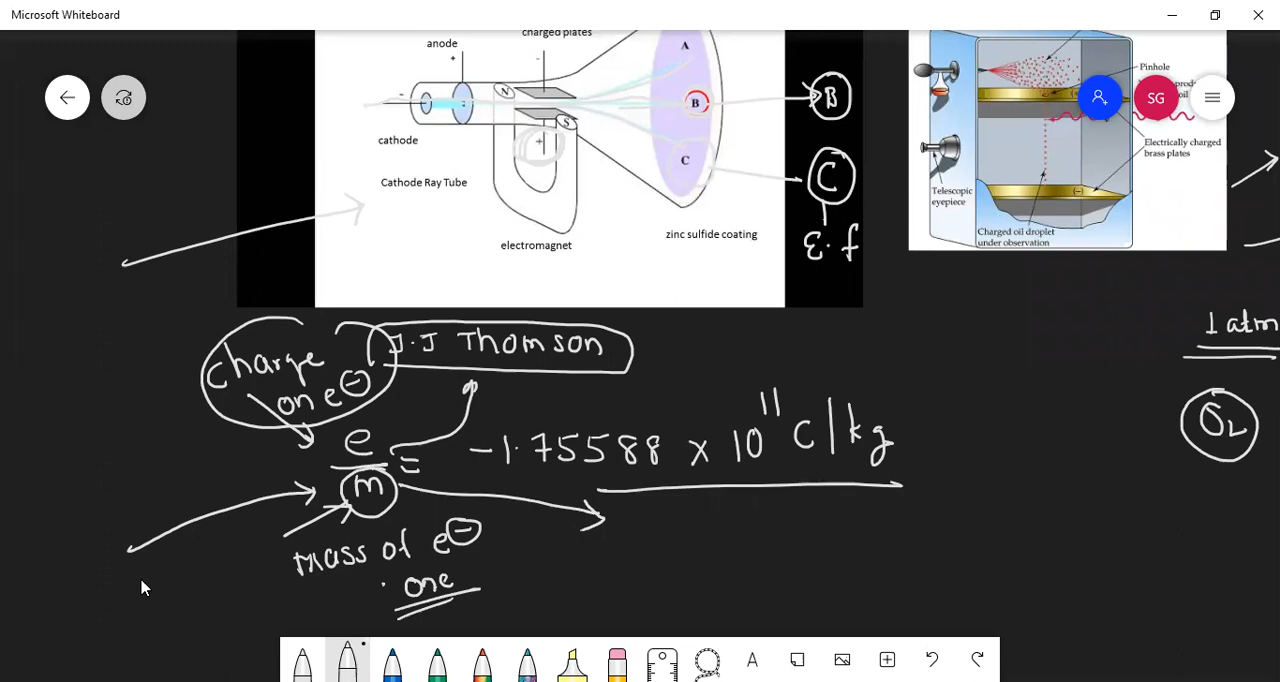 Microsoft Whiteboard
charged plates
anode
+
-
A
N
-
B
B
S
+
cathode
C
C
Cathode Ray Tube
electromagnet
zinc sulfide coating
E.f
Pinhole
SG
Electrically charged
brass plates
(-)
Telescopic
eyepiece
Charged oil droplet
under observation
J.J Thomson
charge
on e-
e
m
= -1.75588 x 10^11 C/kg
mass of e-
one
1 atm
O2
A